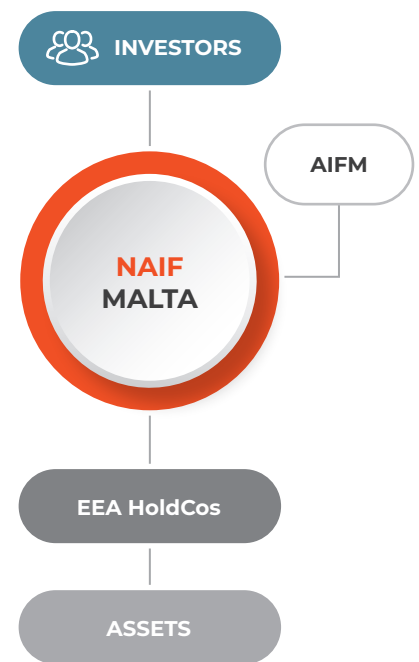 INVESTORS
AIFM
NAIF
MALTA
EEA HoldCos
ASSETS